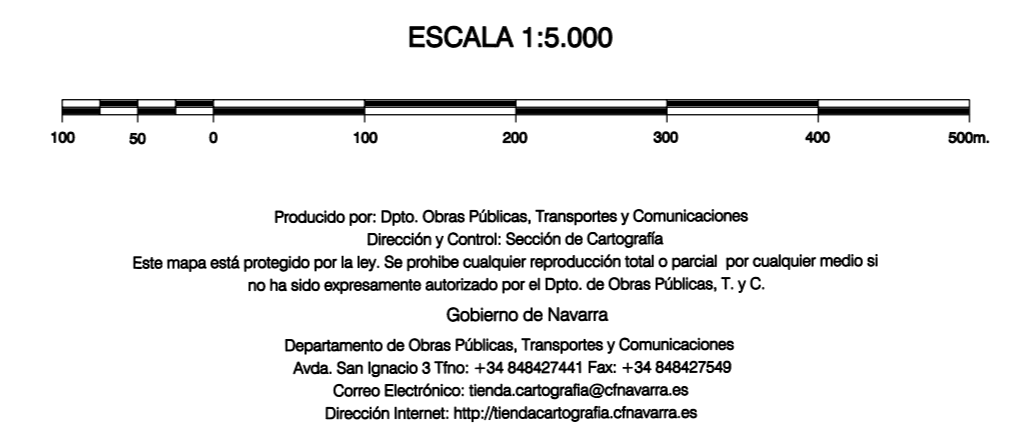 ESCALA 1:5.000
100 50 0 100 200 300 400 500m.
Producido por: Dpto. Obras Públicas, Transportes y Comunicaciones
Dirección y Control: Sección de Cartografía
Este mapa está protegido por la ley. Se prohibe cualquier reproducción total o parcial por cualquier medio si
no ha sido expresamente autorizado por el Dpto. de Obras Públicas, T. y C.
Gobierno de Navarra
Departamento de Obras Públicas, Transportes y Comunicaciones
Avda. San Ignacio 3 Tfno: +34 848427441 Fax: +34 848427549
Correo Electrónico: tienda.cartografia@cfnavarra.es
Dirección Internet: http://tiendacartografia.cfnavarra.es